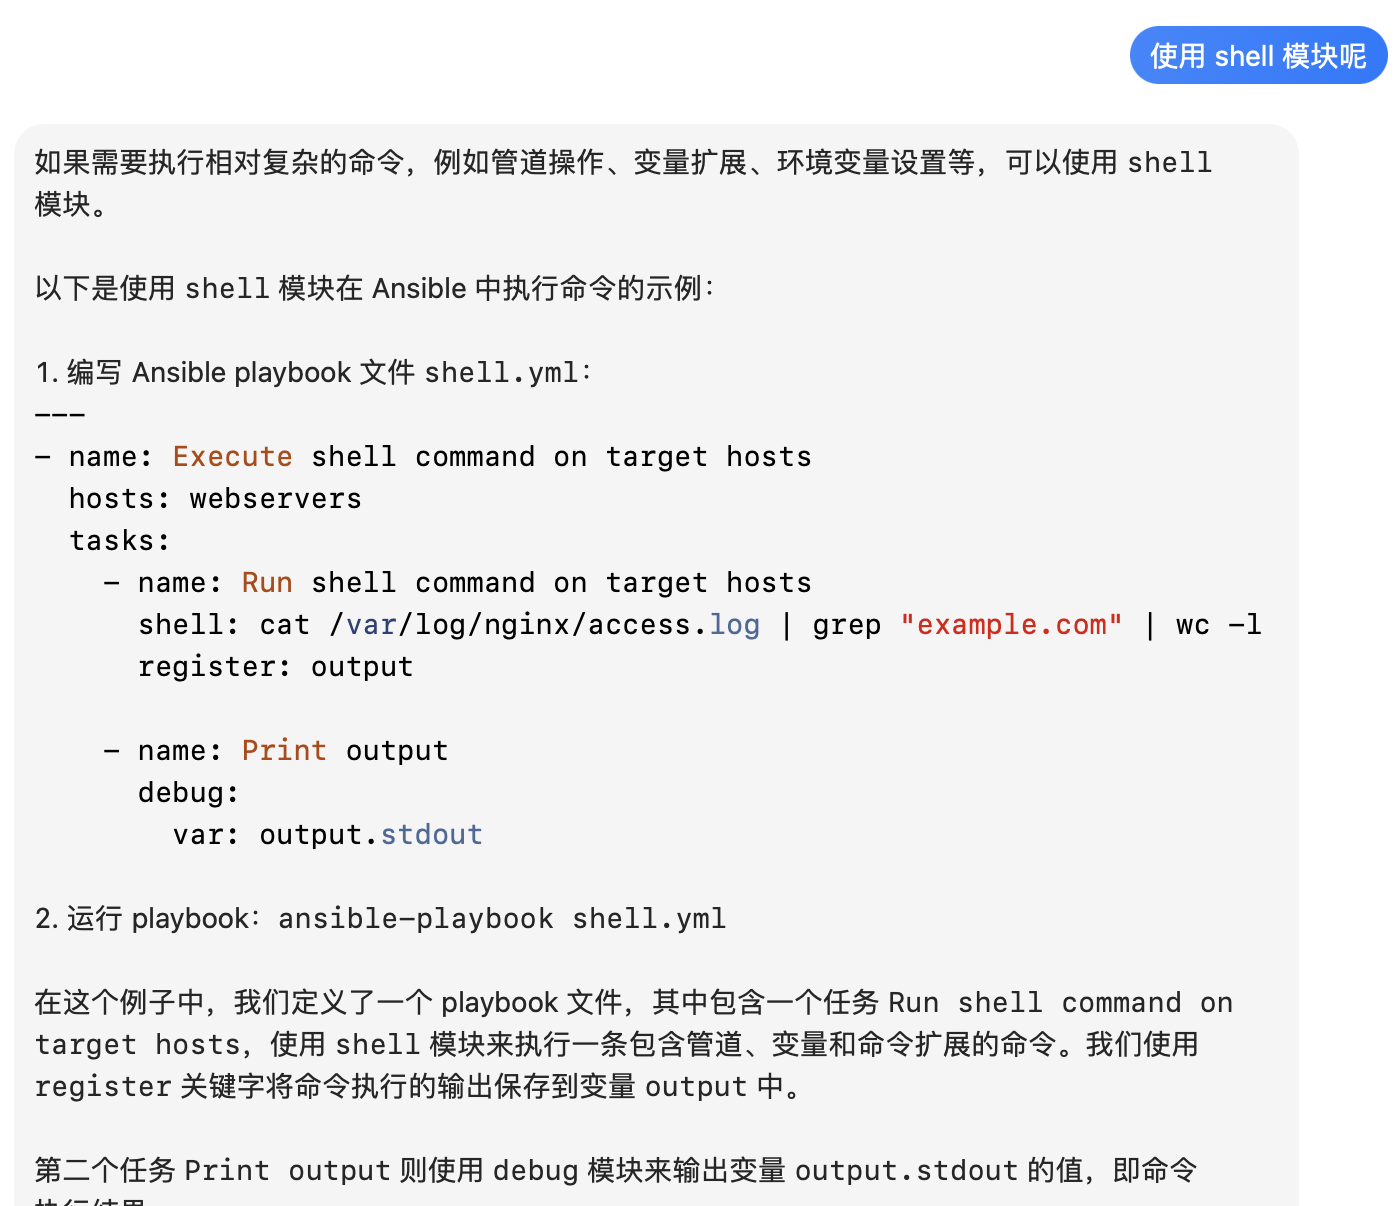 使用 shell 模块呢
如果需要执行相对复杂的命令，例如管道操作、变量扩展、环境变量设置等，可以使用 shell
模块。
以下是使用 shell 模块在 Ansible 中执行命令的示例：
1. 编写 Ansible playbook 文件 shell.yml：
---
- name: Execute shell command on target hosts
  hosts: webservers
  tasks:
    - name: Run shell command on target hosts
      shell: cat /var/log/nginx/access.log | grep "example.com" | wc -l
      register: output
    - name: Print output
      debug:
        var: output.stdout
2. 运行 playbook：ansible-playbook shell.yml
在这个例子中，我们定义了一个 playbook 文件，其中包含一个任务 Run shell command on
target hosts，使用 shell 模块来执行一条包含管道、变量和命令扩展的命令。我们使用
register 关键字将命令执行的输出保存到变量 output 中。
第二个任务 Print output 则使用 debug 模块来输出变量 output.stdout 的值，即命令